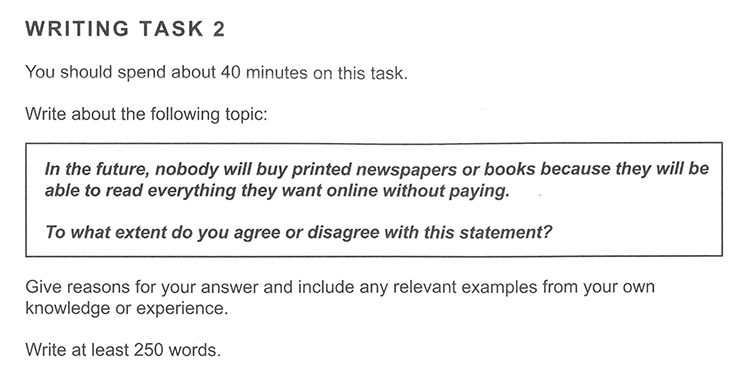 WRITING TASK 2
You should spend about 40 minutes on this task.
Write about the following topic:
In the future, nobody will buy printed newspapers or books because they will be
able to read everything they want online without paying.
To what extent do you agree or disagree with this statement?
Give reasons for your answer and include any relevant examples from your own
knowledge or experience.
Write at least 250 words.